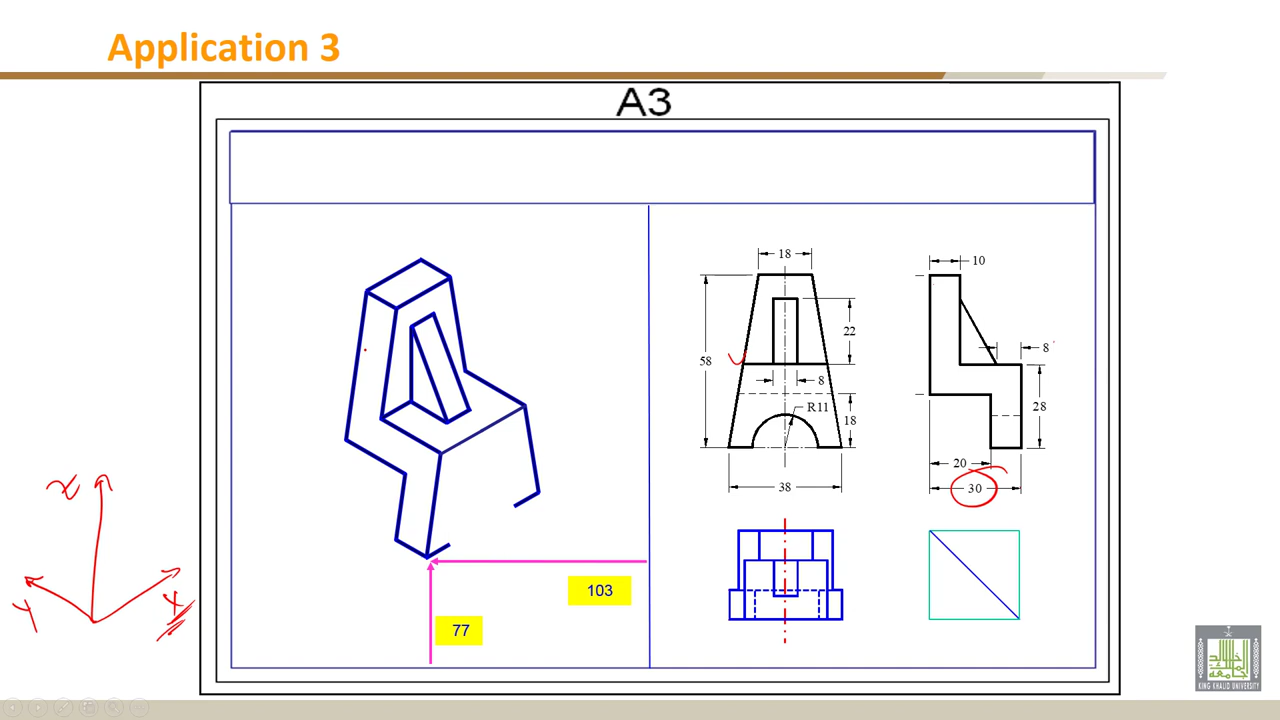 Application 3
A3
18
10
22
8
58
8
R11
28
18
20
38
30
Z
103
Y
X
77
KING KHALID UNIVERSITY